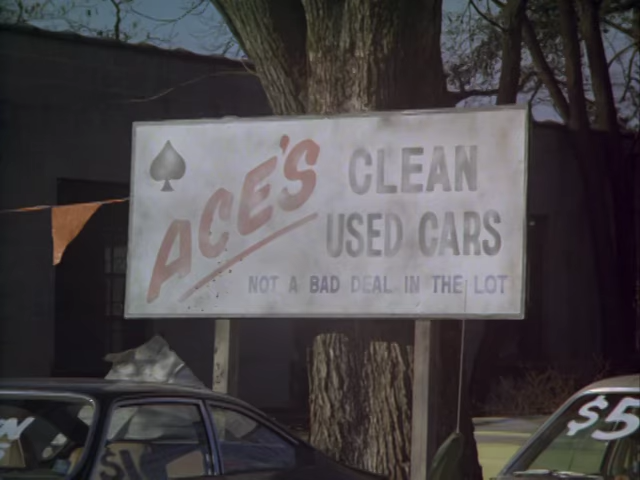 ACE'S
CLEAN
USED CARS
NOT A BAD DEAL IN THE LOT
$5